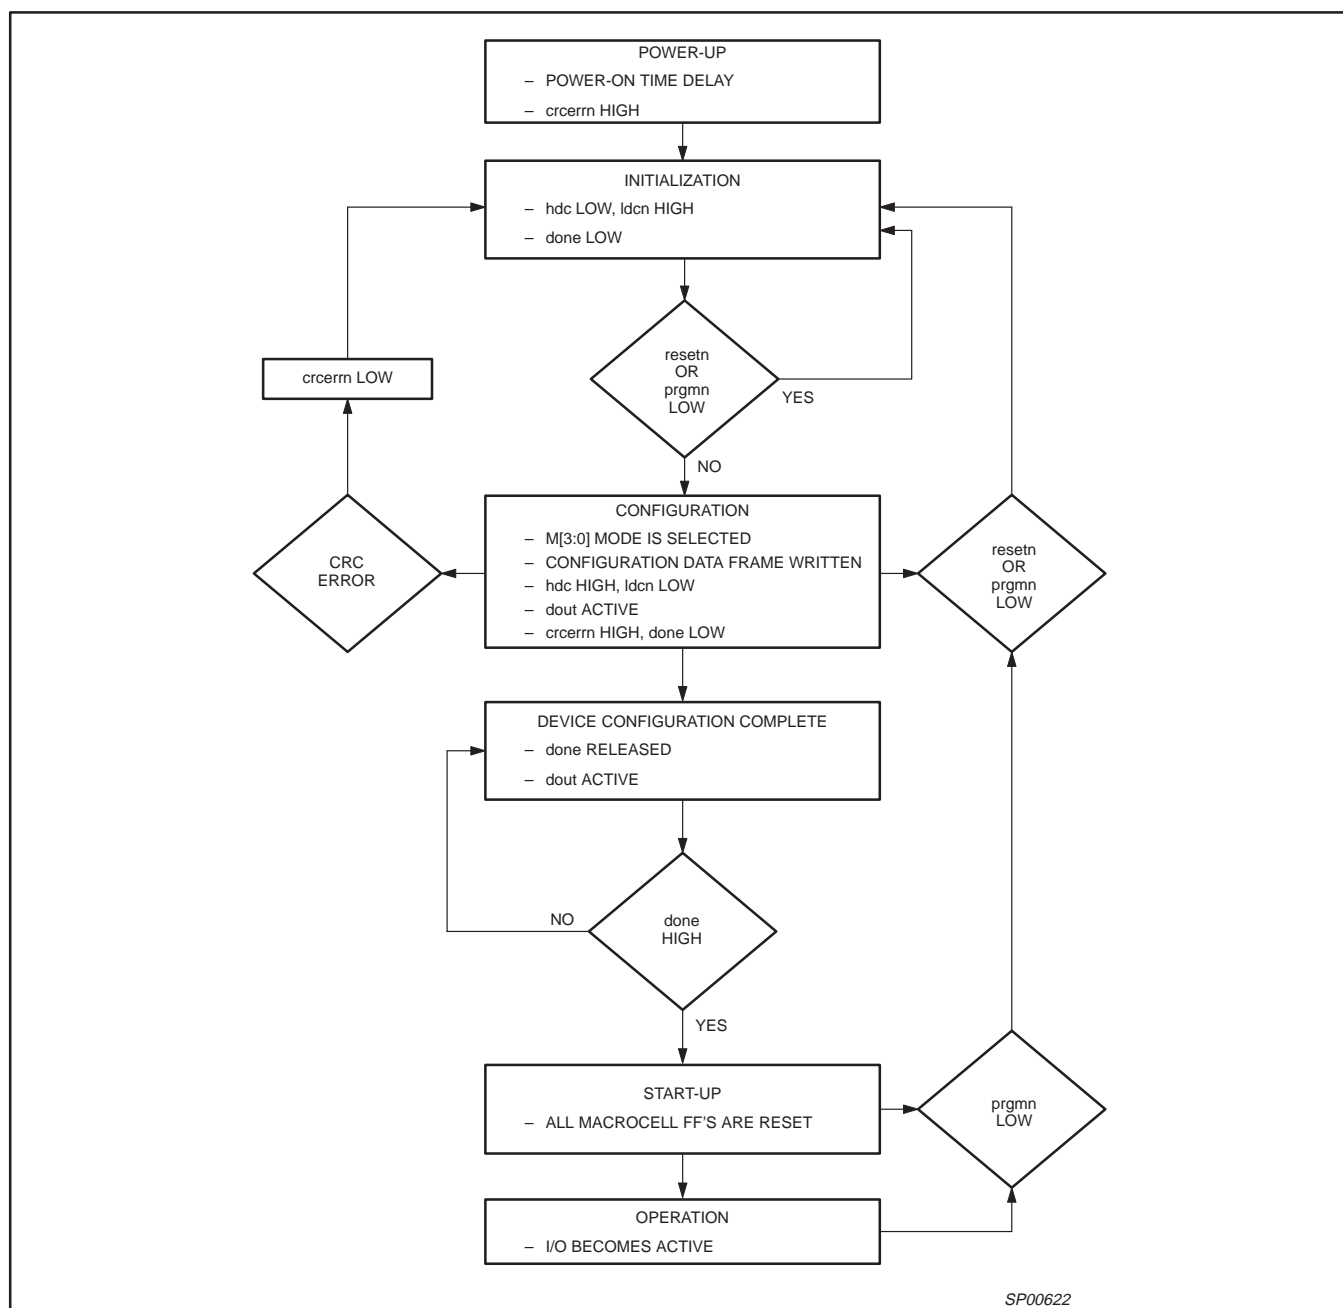 POWER-UP
– POWER-ON TIME DELAY
– crcerrn HIGH
INITIALIZATION
– hdc LOW, ldcn HIGH
– done LOW
resetn
OR
prgmn
LOW
YES
NO
crcerrn LOW
CRC
ERROR
CONFIGURATION
– M[3:0] MODE IS SELECTED
– CONFIGURATION DATA FRAME WRITTEN
– hdc HIGH, ldcn LOW
– dout ACTIVE
– crcerrn HIGH, done LOW
resetn
OR
prgmn
LOW
DEVICE CONFIGURATION COMPLETE
– done RELEASED
– dout ACTIVE
NO
done
HIGH
YES
START-UP
– ALL MACROCELL FF'S ARE RESET
prgmn
LOW
OPERATION
– I/O BECOMES ACTIVE
SP00622